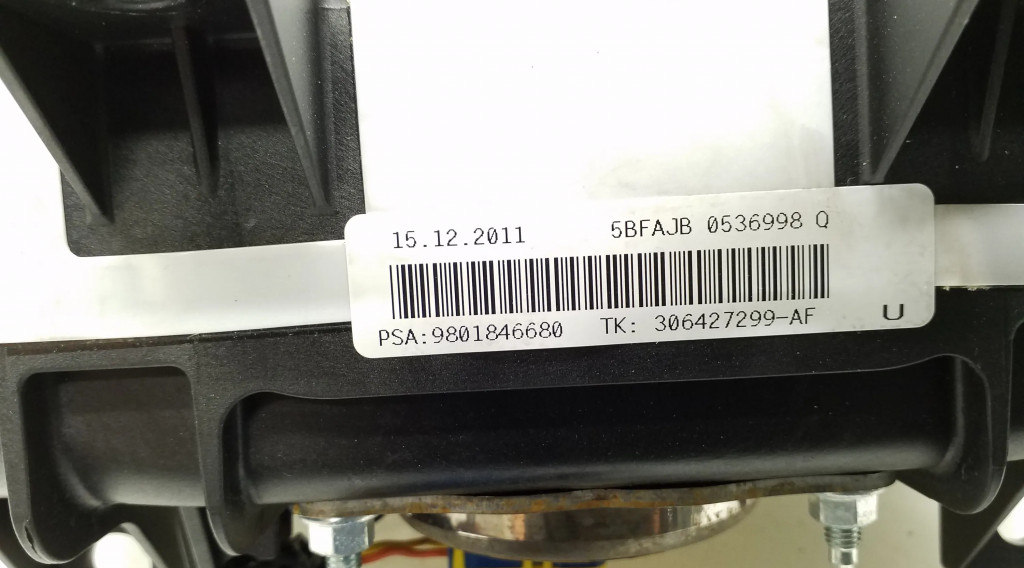 15.12.2011 5BFAJB 0536998 Q
PSA:9801846680 TK: 306427299-AF U